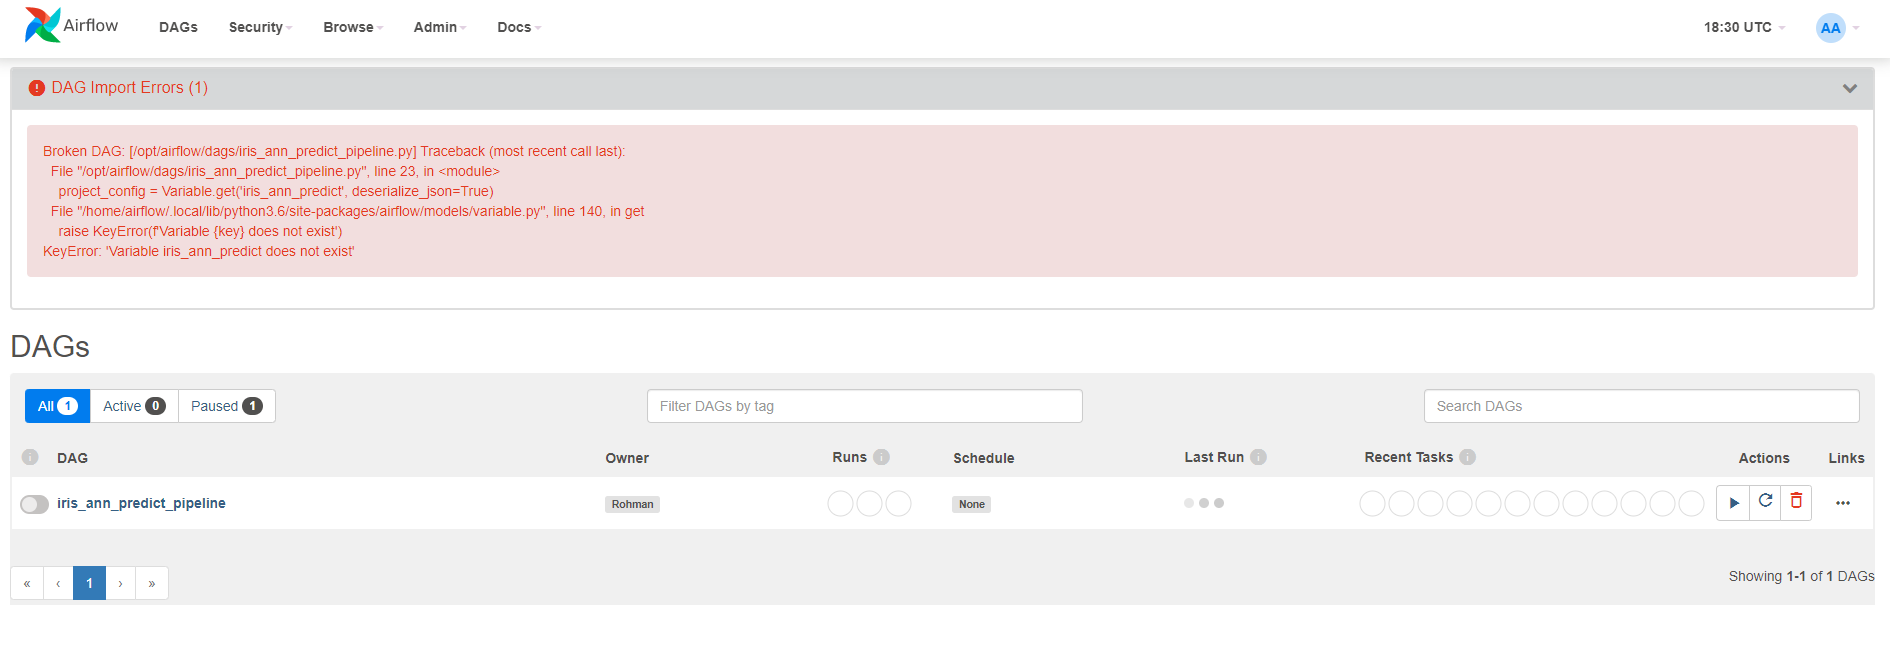 Airflow DAGs Security Browse Admin Docs 18:30 UTC AA
DAG Import Errors (1)
Broken DAG: [/opt/airflow/dags/iris_ann_predict_pipeline.py] Traceback (most recent call last):
File "/opt/airflow/dags/iris_ann_predict_pipeline.py", line 23, in <module>
project_config = Variable.get('iris_ann_predict', deserialize_json=True)
File "/home/airflow/.local/lib/python3.6/site-packages/airflow/models/variable.py", line 140, in get
raise KeyError(f'Variable {key} does not exist')
KeyError: 'Variable iris_ann_predict does not exist'
DAGs
All 1 Active 0 Paused 1 Filter DAGs by tag Search DAGs
DAG Owner Runs Schedule Last Run Recent Tasks Actions Links
iris_ann_predict_pipeline Rohman None
« ‹ 1 › » Showing 1-1 of 1 DAGs